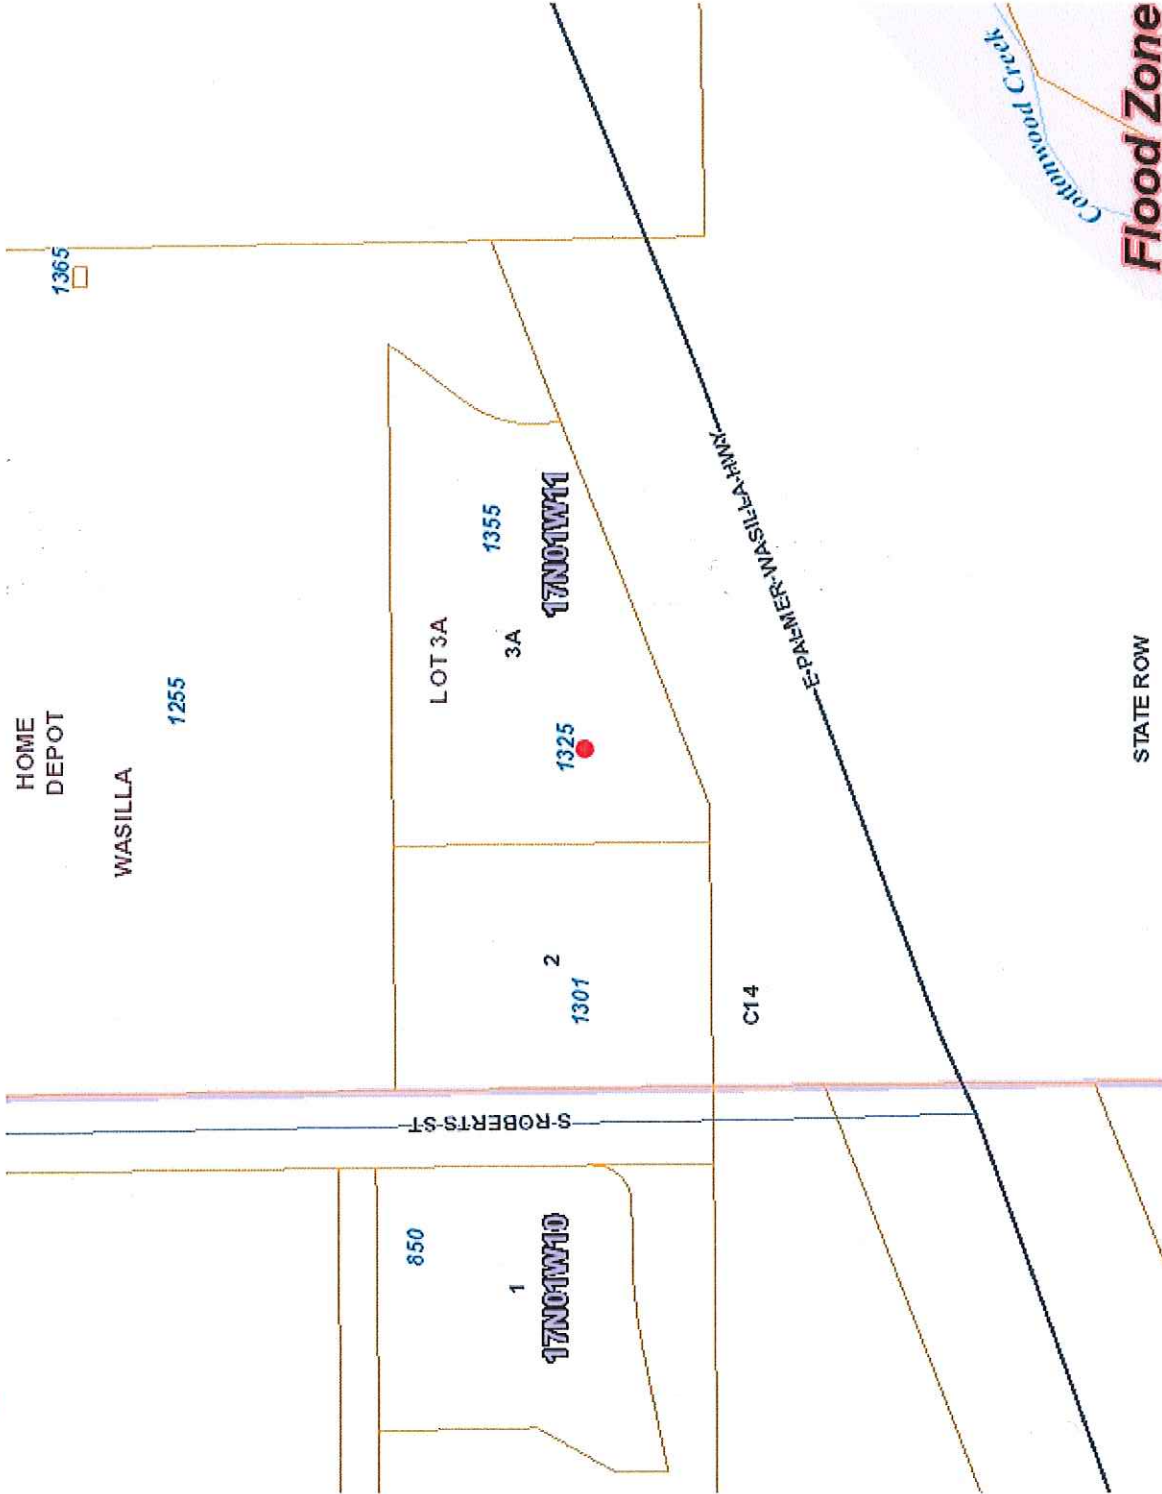 HOME
DEPOT
1365
WASILLA
1255
850
LOT 3A
1355
S-ROBERTS-ST
3A
1
2
17N01W10
17N01W11
1325
1301
C14
E-PALMER-WASILLA-HWY
Cottonwood Creek
STATE ROW
Flood Zone